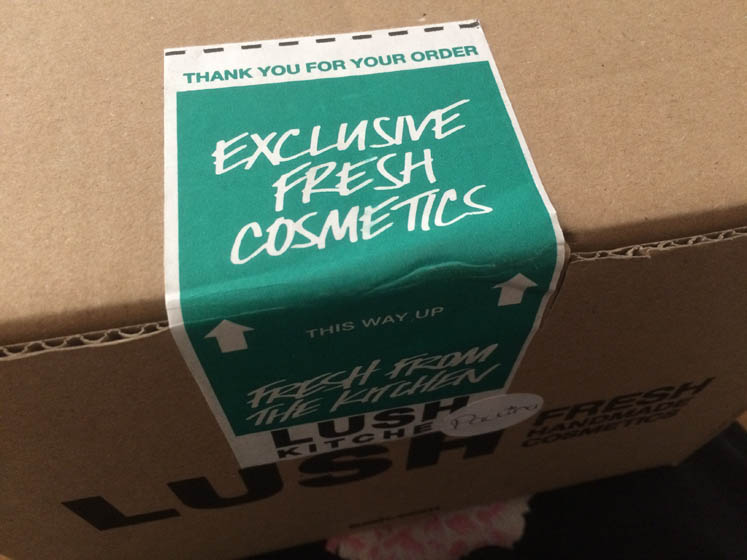 THANK YOU FOR YOUR ORDER
EXCLUSIVE
FRESH
COSMETICS
THIS WAY UP
FRESH FROM
THE KITCHEN
LUSH
KITCHE
LUSH
FRESH
HANDMADE
COSMETICS